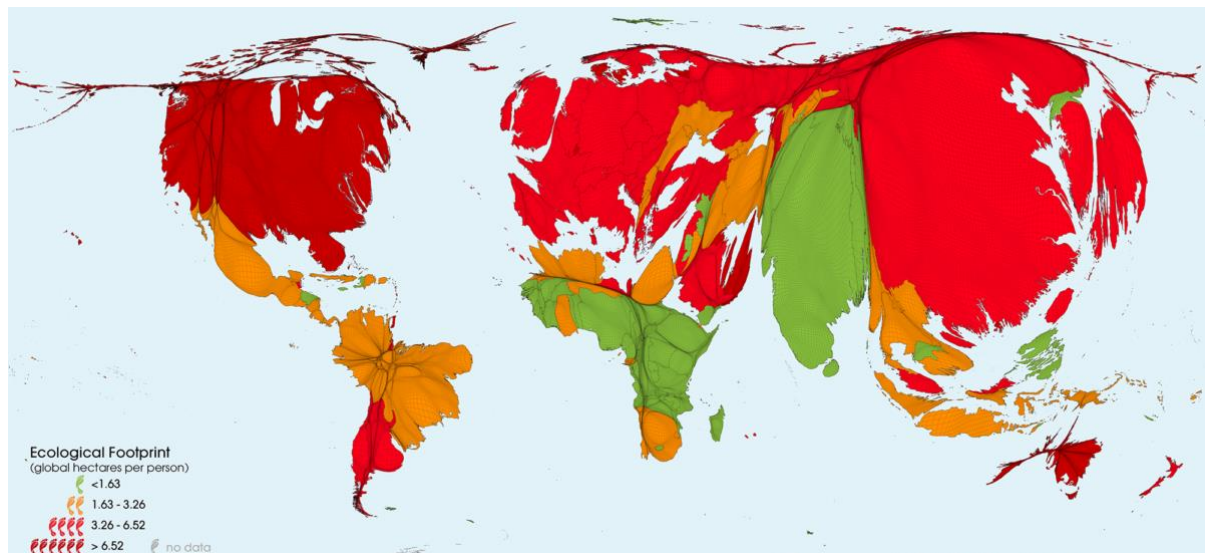 Ecological Footprint
(global hectares per person)
<1.63
1.63 - 3.26
3.26 - 6.52
> 6.52 no data